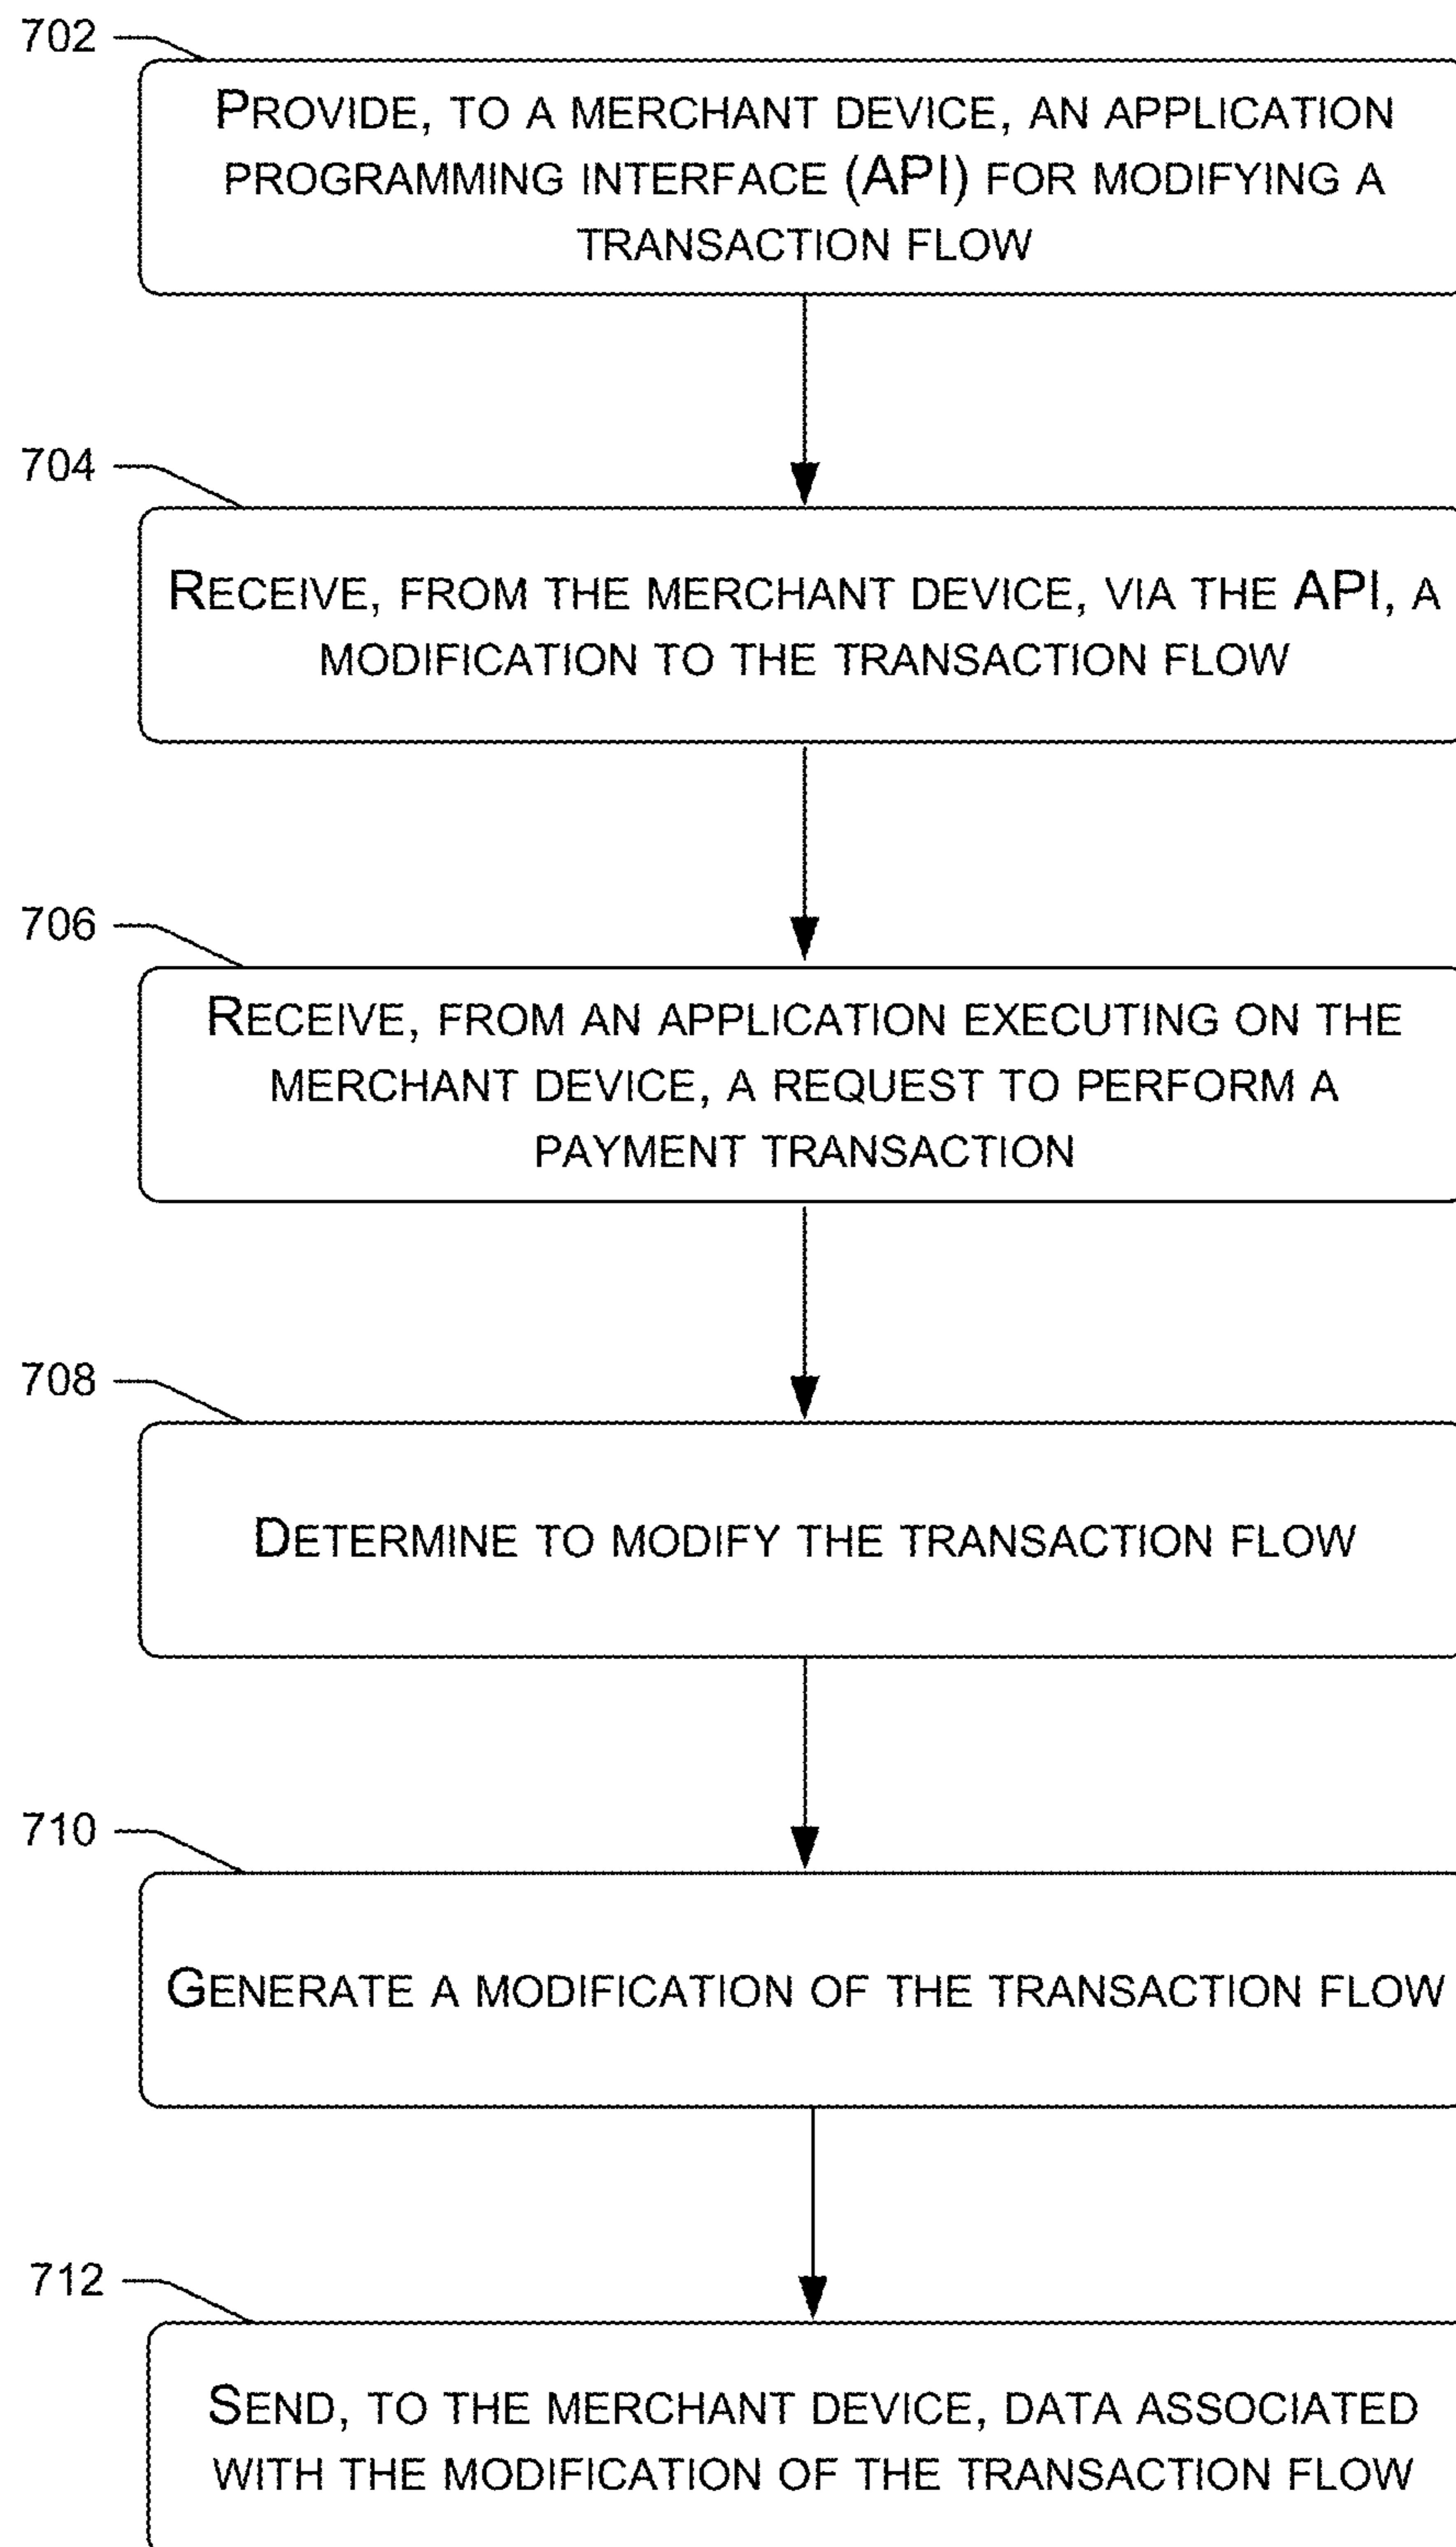 702
PROVIDE, TO A MERCHANT DEVICE, AN APPLICATION
PROGRAMMING INTERFACE (API) FOR MODIFYING A
TRANSACTION FLOW
704
RECEIVE, FROM THE MERCHANT DEVICE, VIA THE API, A
MODIFICATION TO THE TRANSACTION FLOW
706
RECEIVE, FROM AN APPLICATION EXECUTING ON THE
MERCHANT DEVICE, A REQUEST TO PERFORM A
PAYMENT TRANSACTION
708
DETERMINE TO MODIFY THE TRANSACTION FLOW
710
GENERATE A MODIFICATION OF THE TRANSACTION FLOW
712
SEND, TO THE MERCHANT DEVICE, DATA ASSOCIATED
WITH THE MODIFICATION OF THE TRANSACTION FLOW